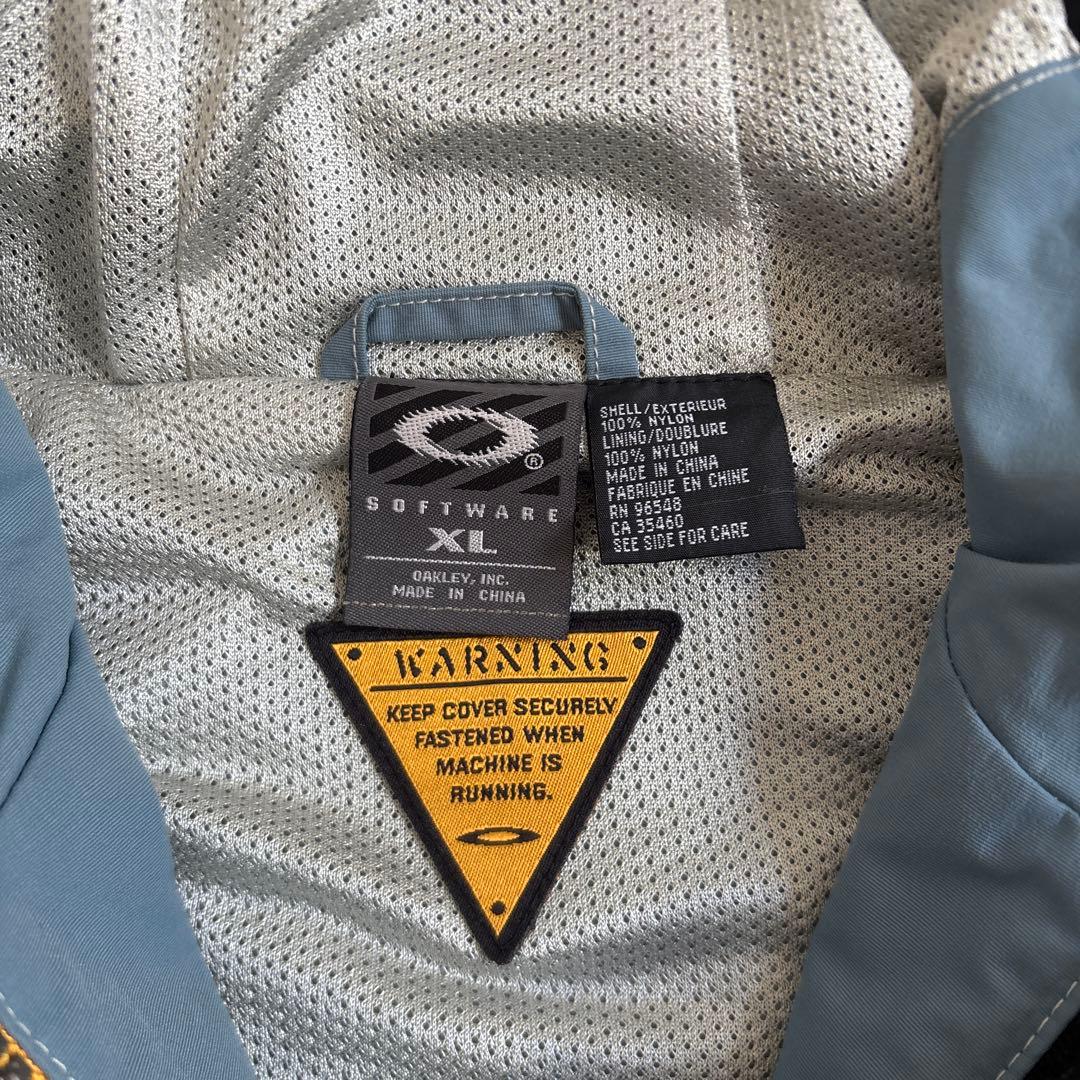 ®
SOFTWARE
XL
OAKLEY, INC.
MADE IN CHINA
SHELL/EXTERIEUR
100% NYLON
LINING/DOUBLURE
100% NYLON
MADE IN CHINA
FABRIQUE EN CHINE
RN 96548
CA 35460
SEE SIDE FOR CARE
WARNING
KEEP COVER SECURELY
FASTENED WHEN
MACHINE IS
RUNNING.